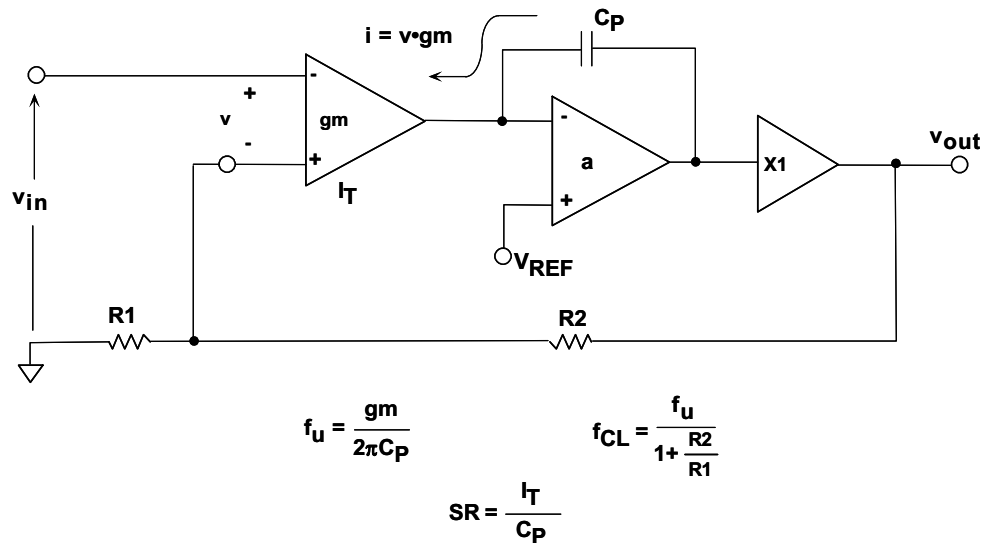 i = v•gm
CP
-
+
v
-
gm
+
IT
vin
-
a
+
VREF
X1
vout
R1
R2
fu = gm / 2πCP
fCL = fu / 1+ R2/R1
SR = IT / CP